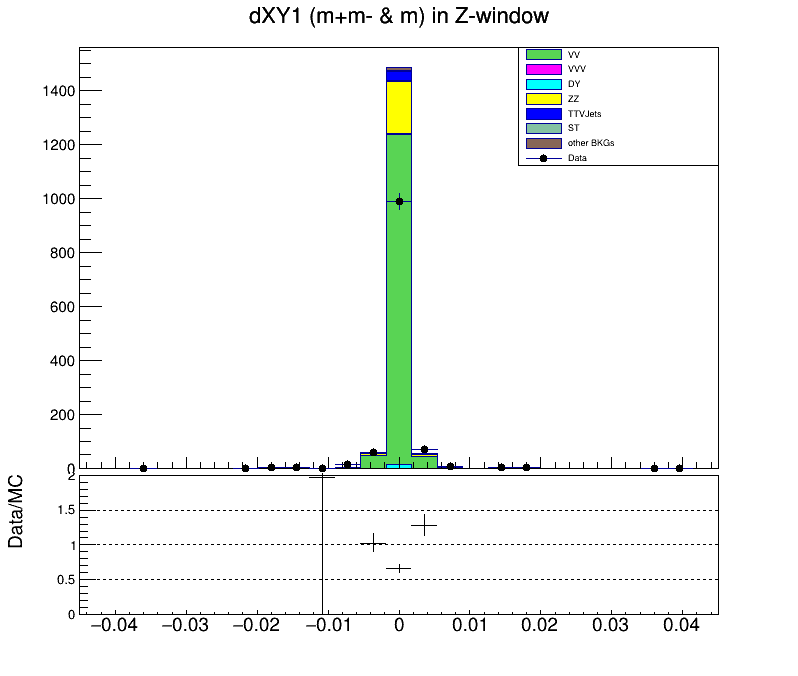 dXY1 (m+m- & m) in Z-window
VV
VVV
DY
ZZ
TTVJets
ST
other BKGs
Data
1400
1200
1000
800
600
400
200
0
Data/MC
2
1.5
1
0.5
0
−0.04 −0.03 −0.02 −0.01 0 0.01 0.02 0.03 0.04